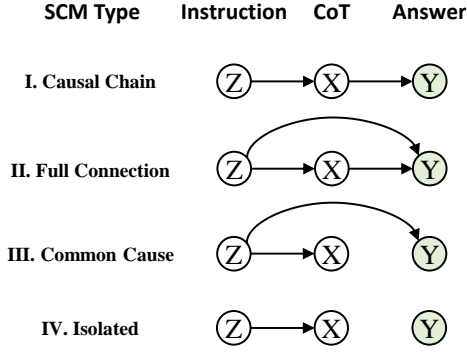 SCM Type Instruction CoT Answer
I. Causal Chain Z X Y
II. Full Connection Z X Y
III. Common Cause Z X Y
IV. Isolated Z X Y